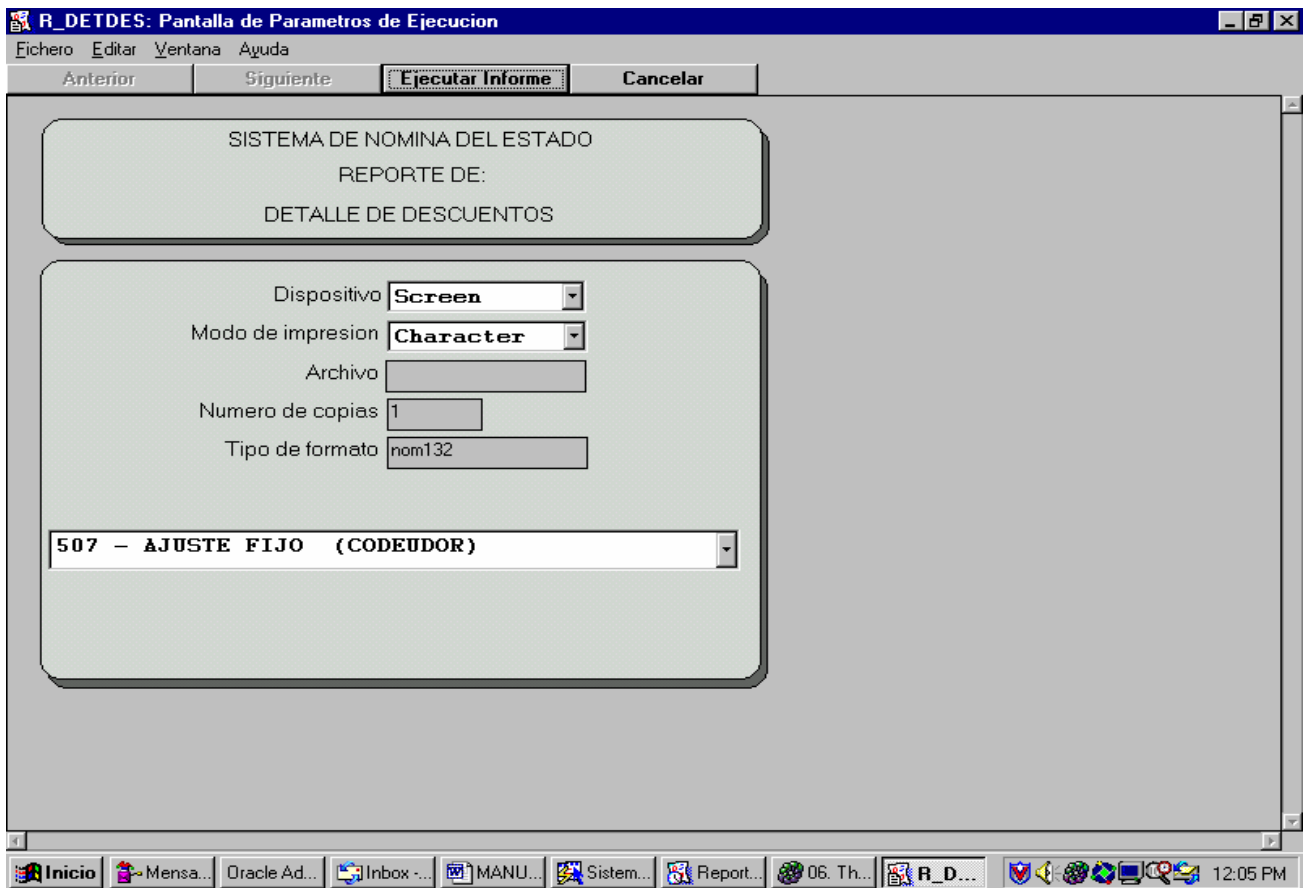 R_DETDES: Pantalla de Parametros de Ejecucion
Fichero Editar Ventana Ayuda
Anterior Siguiente Ejecutar Informe Cancelar
SISTEMA DE NOMINA DEL ESTADO
REPORTE DE:
DETALLE DE DESCUENTOS
Dispositivo Screen
Modo de impresion Character
Archivo
Numero de copias 1
Tipo de formato nom132
507 – AJUSTE FIJO (CODEUDOR)
Inicio Mensa... Oracle Ad... Inbox -... MANU... Sistem... Report... 06. Th... R_D... 12:05 PM